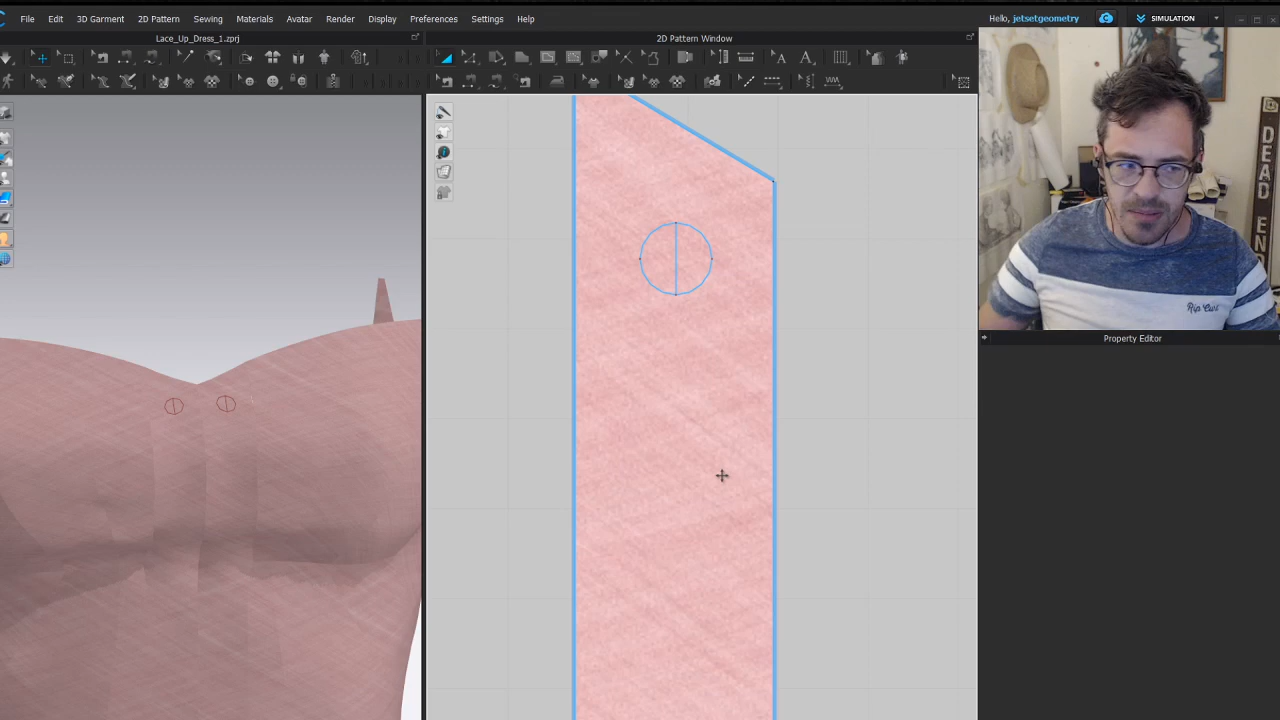 File Edit 3D Garment 2D Pattern Sewing Materials Avatar Render Display Preferences Settings Help
Hello, jetsetgeometry
SIMULATION
Lace_Up_Dress_1.zprj
2D Pattern Window
DEAD END
Rip Curl
Property Editor